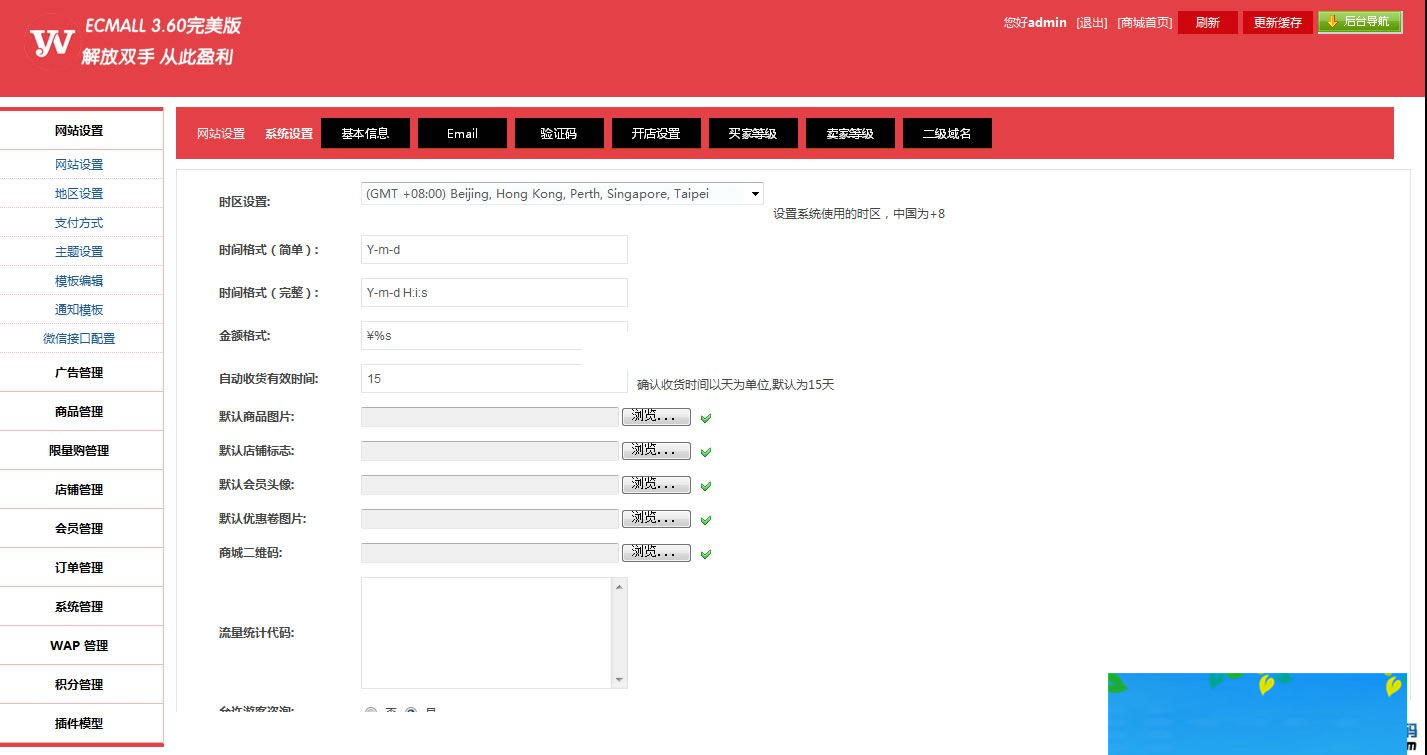 ECMALL 3.60完美版
解放双手 从此盈利
您好admin [退出] [商城首页] 刷新 更新缓存 后台导航
网站设置
网站设置
地区设置
支付方式
主题设置
模板编辑
通知模板
微信接口配置
广告管理
商品管理
限量购管理
店铺管理
会员管理
订单管理
系统管理
WAP 管理
积分管理
插件模型
网站设置 系统设置 基本信息 Email 验证码 开店设置 买家等级 卖家等级 二级域名
时区设置: (GMT +08:00) Beijing, Hong Kong, Perth, Singapore, Taipei
设置系统使用的时区，中国为+8
时间格式（简单）: Y-m-d
时间格式（完整）: Y-m-d H:i:s
金额格式: ¥%s
自动收货有效时间: 15 确认收货时间以天为单位,默认为15天
默认商品图片: 浏览...
默认店铺标志: 浏览...
默认会员头像: 浏览...
默认优惠卷图片: 浏览...
商城二维码: 浏览...
流量统计代码: